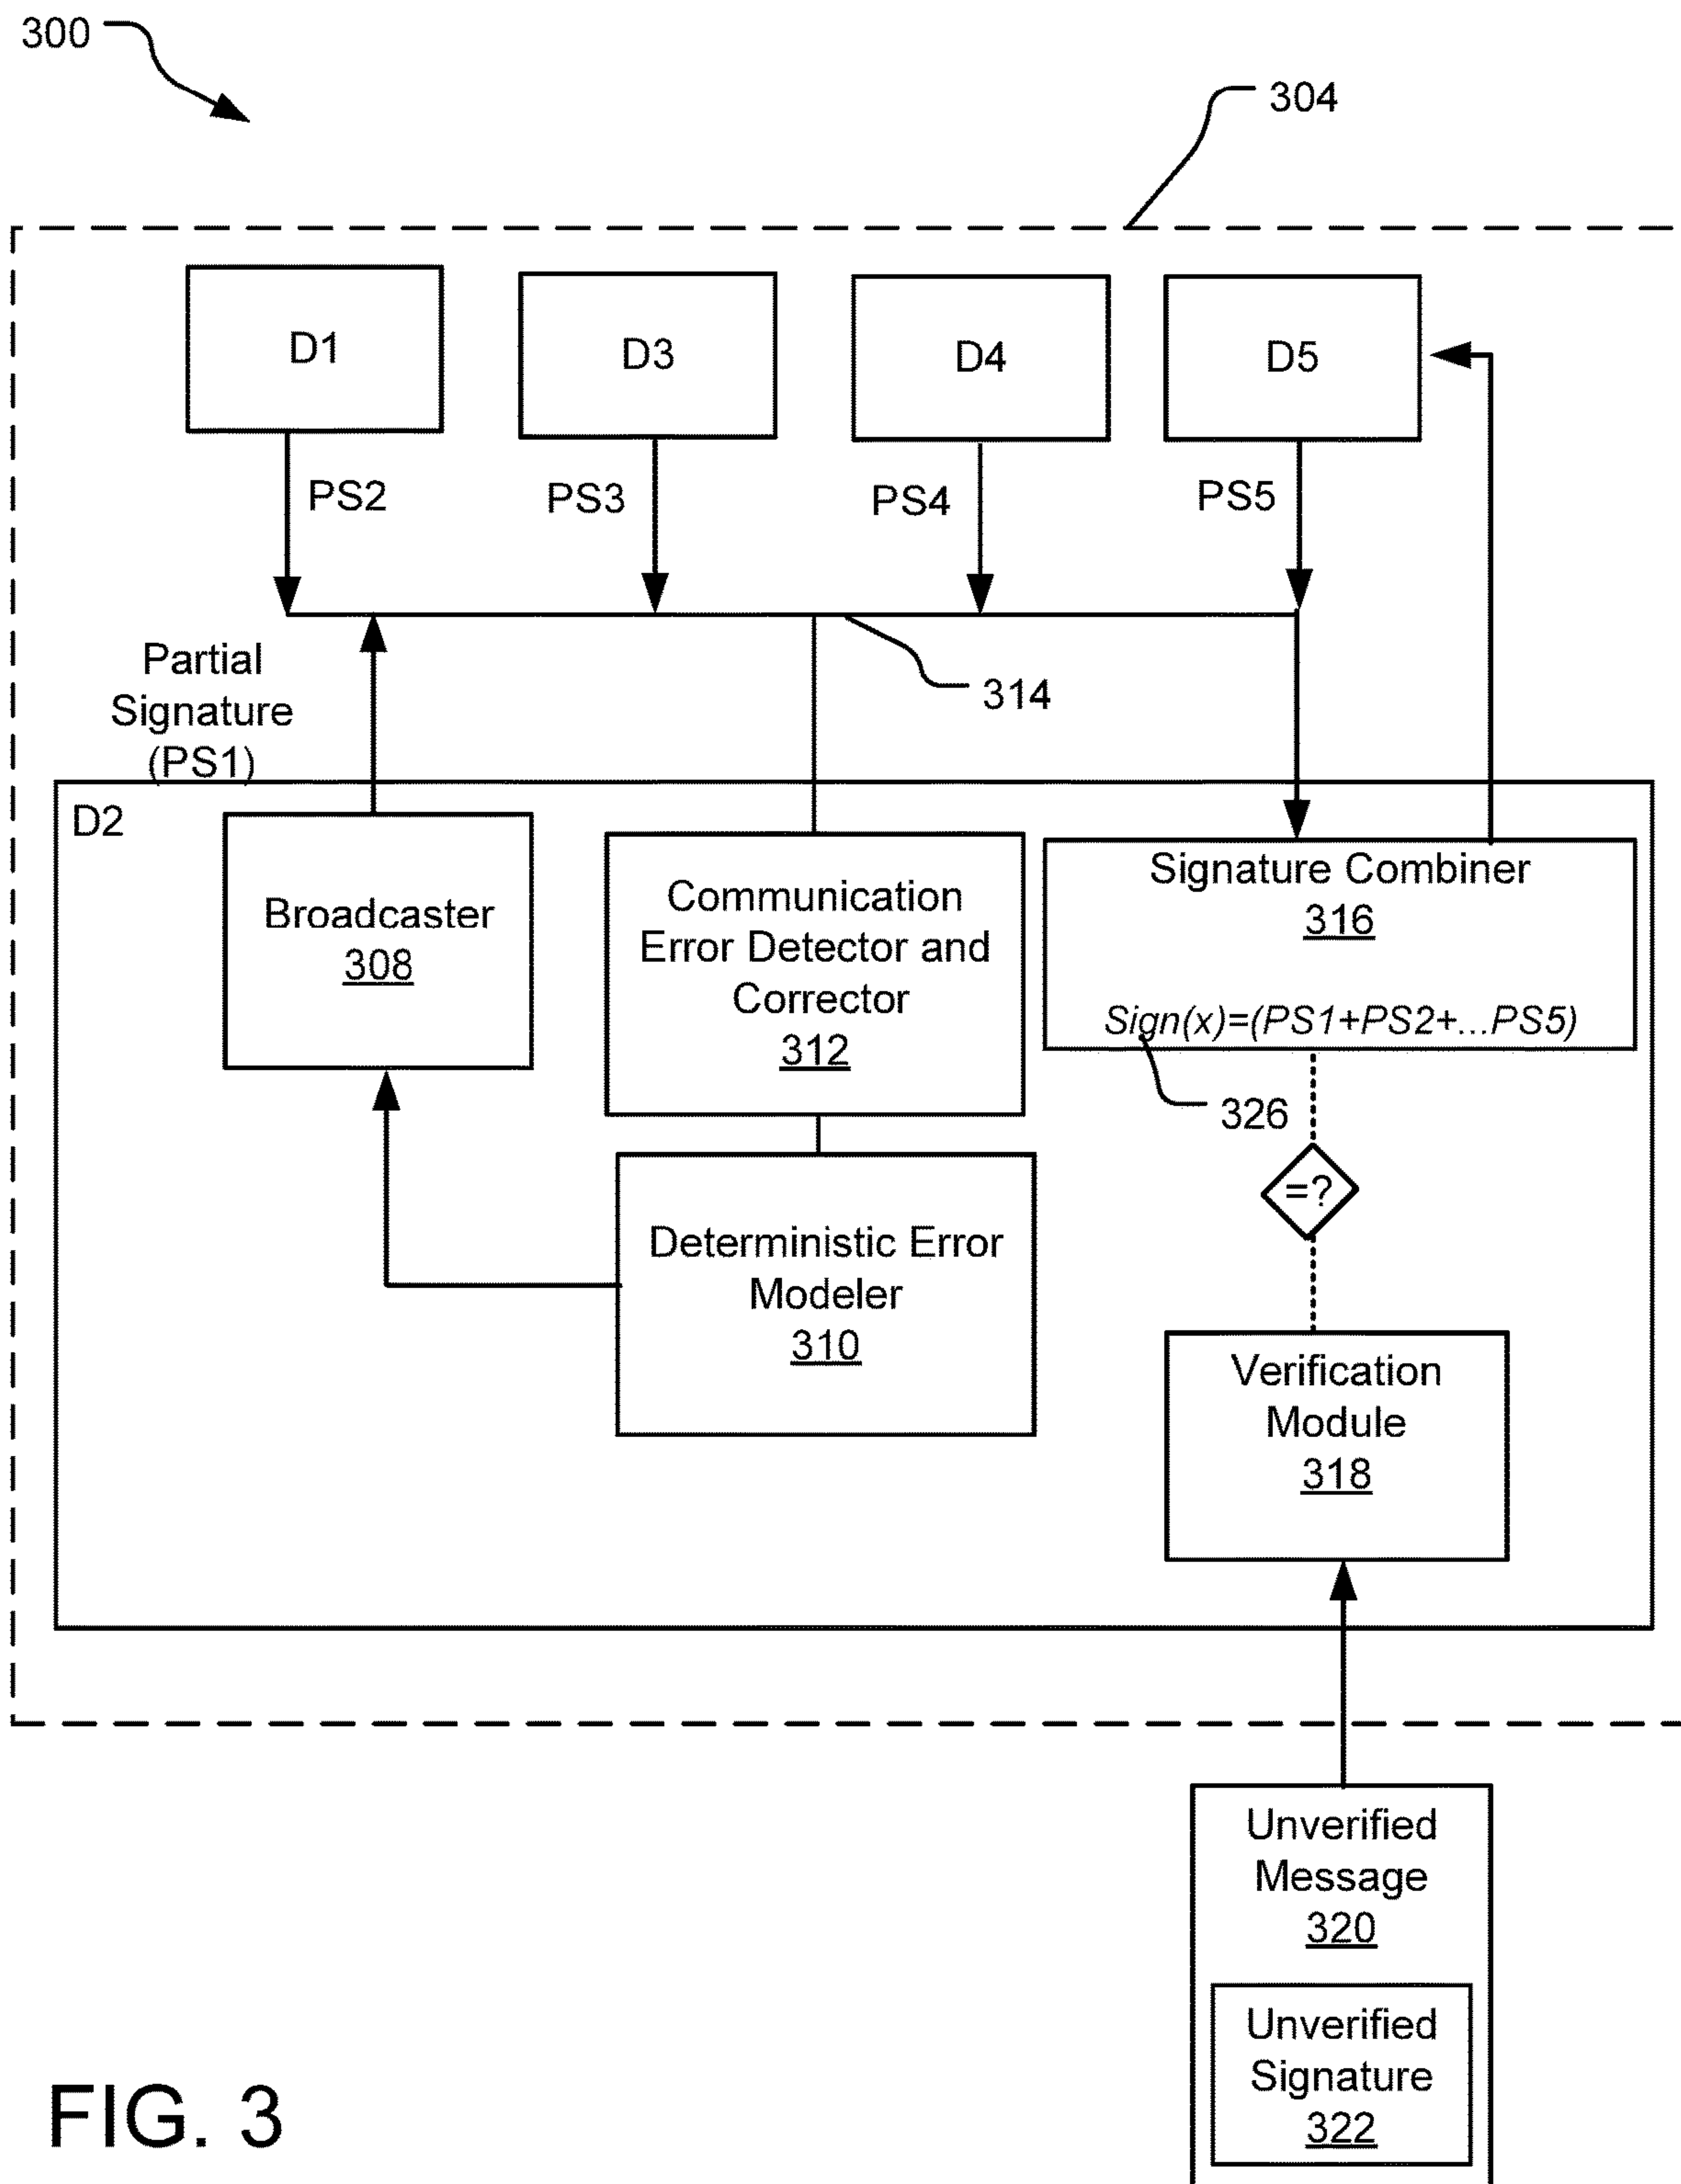 300
304
D1
D3
D4
D5
PS2
PS3
PS4
PS5
314
Partial
Signature
(PS1)
D2
Broadcaster
308
Communication
Error Detector and
Corrector
312
Signature Combiner
316
Sign(x)=(PS1+PS2+...PS5)
326
=?
Deterministic Error
Modeler
310
Verification
Module
318
Unverified
Message
320
Unverified
Signature
322
FIG. 3